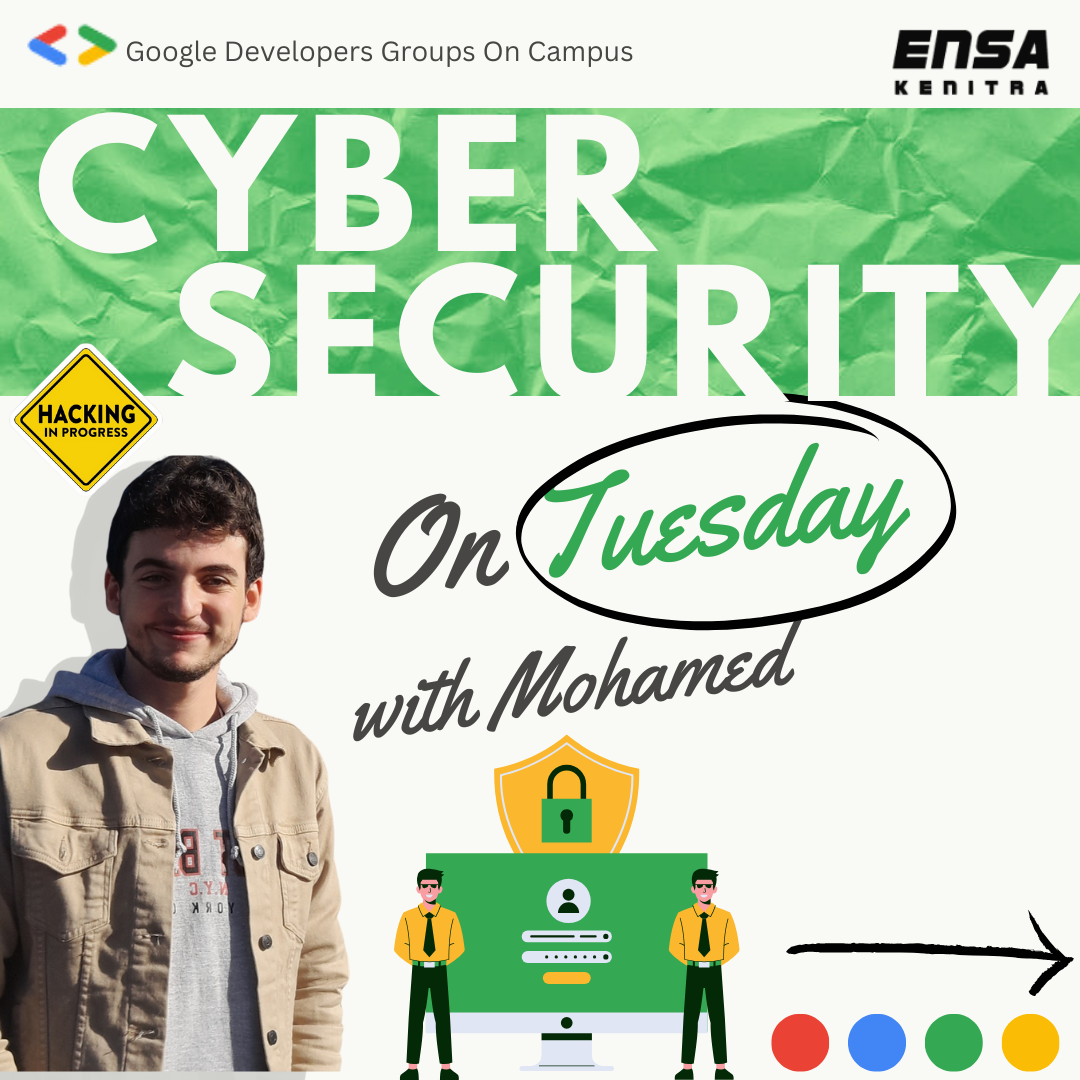 Google Developers Groups On Campus
ENSA
KENITRA
CYBER
SECURITY
HACKING
IN PROGRESS
On Tuesday
with Mohamed